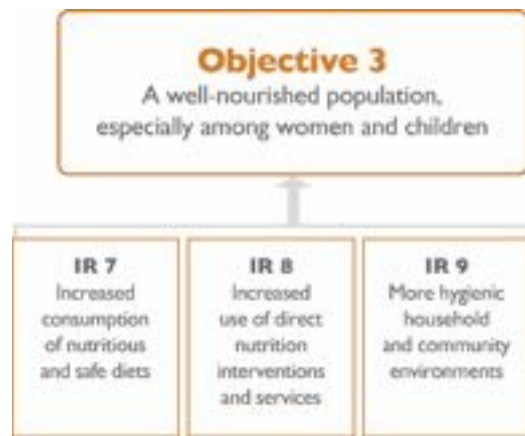 Objective 3
A well-nourished population,
especially among women and children
IR 7
Increased
consumption
of nutritious
and safe diets
IR 8
Increased
use of direct
nutrition
interventions
and services
IR 9
More hygienic
household
and community
environments